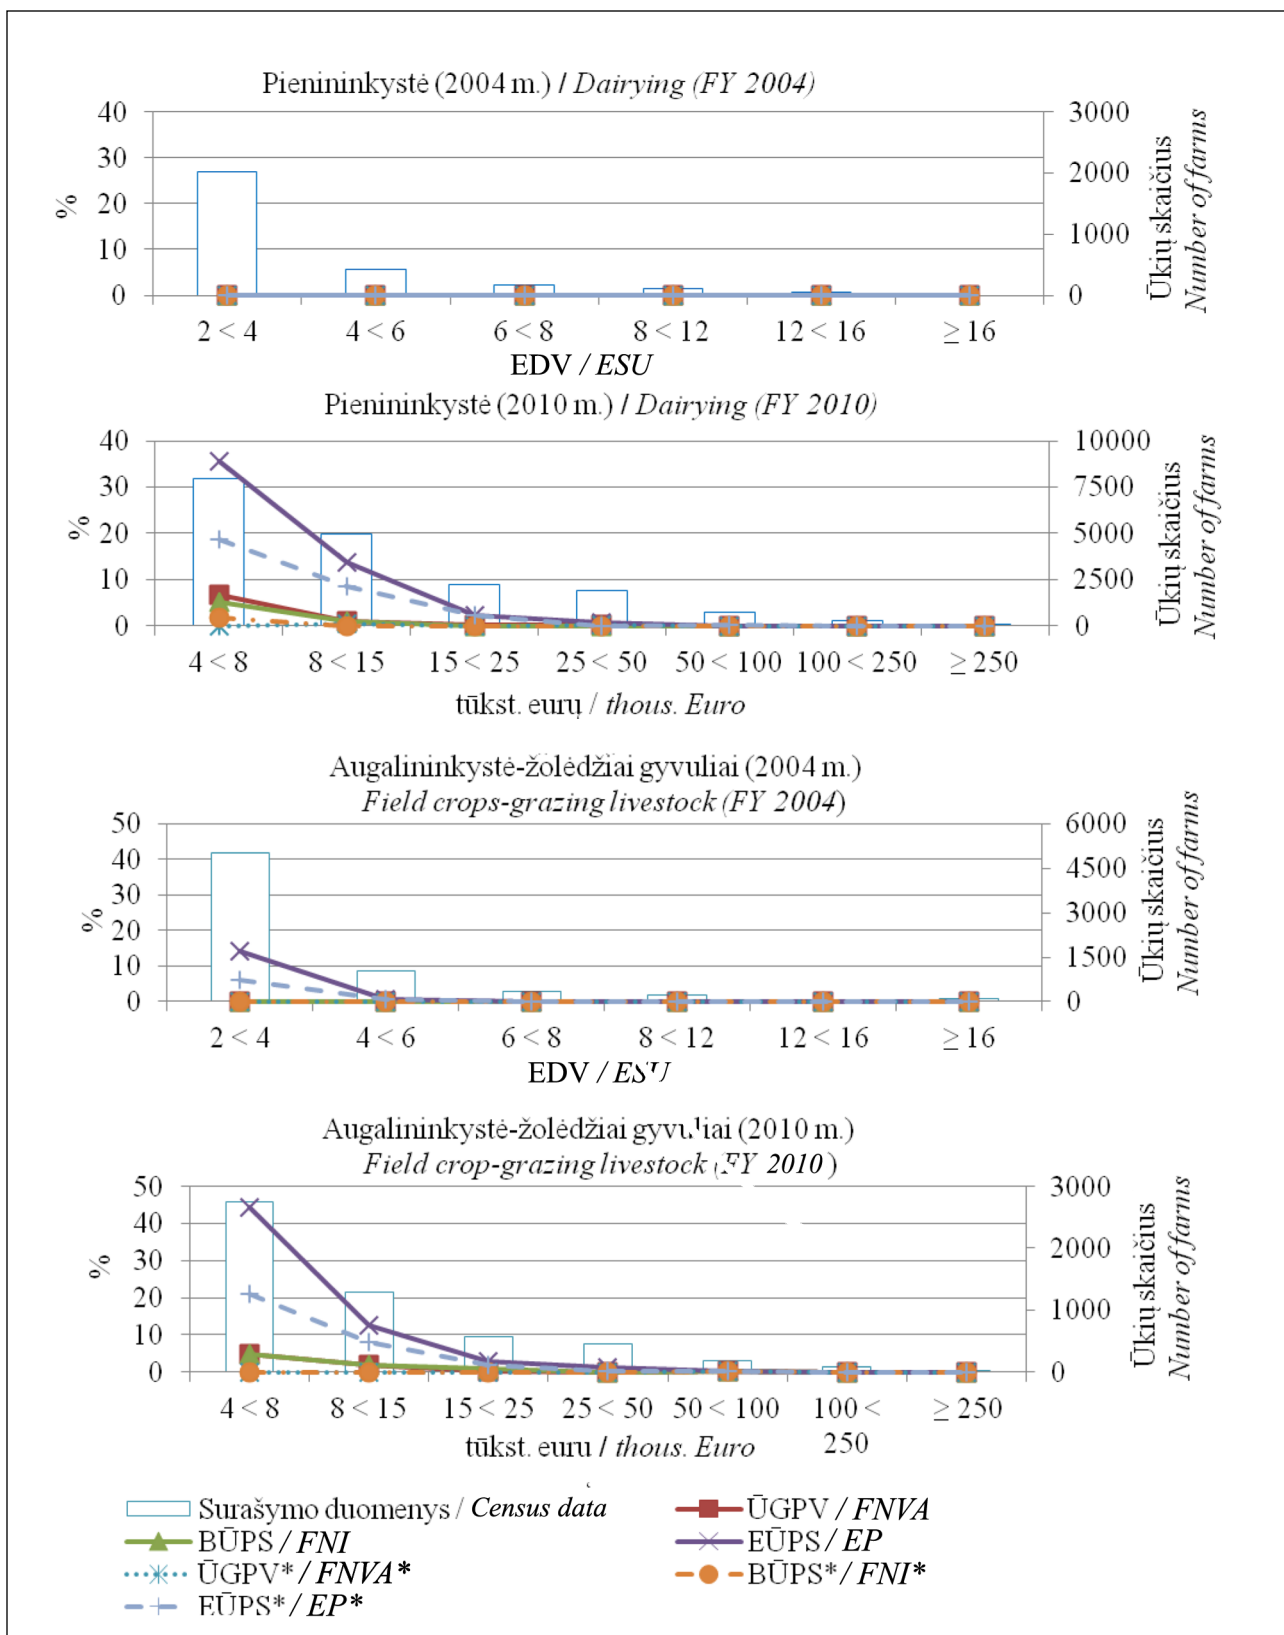 Pienininkystė (2004 m.) / Dairying (FY 2004)
40
30
20
10
0
%
3000
2000
1000
0
Ūkių skaičius
Number of farms
2 < 4 4 < 6 6 < 8 8 < 12 12 < 16 ≥ 16
EDV / ESU
Pienininkystė (2010 m.) / Dairying (FY 2010)
40
30
20
10
0
%
10000
7500
5000
2500
0
Ūkių skaičius
Number of farms
4 < 8 8 < 15 15 < 25 25 < 50 50 < 100 100 < 250 ≥ 250
tūkst. eurų / thous. Euro
Augalininkystė-žolėdžiai gyvuliai (2004 m.)
Field crops-grazing livestock (FY 2004)
50
40
30
20
10
0
%
6000
4500
3000
1500
0
Ūkių skaičius
Number of farms
2 < 4 4 < 6 6 < 8 8 < 12 12 < 16 ≥ 16
EDV / ESU
Augalininkystė-žolėdžiai gyvuliai (2010 m.)
Field crop-grazing livestock (FY 2010)
50
40
30
20
10
0
%
3000
2000
1000
0
Ūkių skaičius
Number of farms
4 < 8 8 < 15 15 < 25 25 < 50 50 < 100 100 < ≥ 250
250
tūkst. euru / thous. Euro
Surašymo duomenys / Census data
ŪGPV / FNVA
BŪPS / FNI
EŪPS / EP
ŪGPV* / FNVA*
BŪPS* / FNI*
EŪPS* / EP*